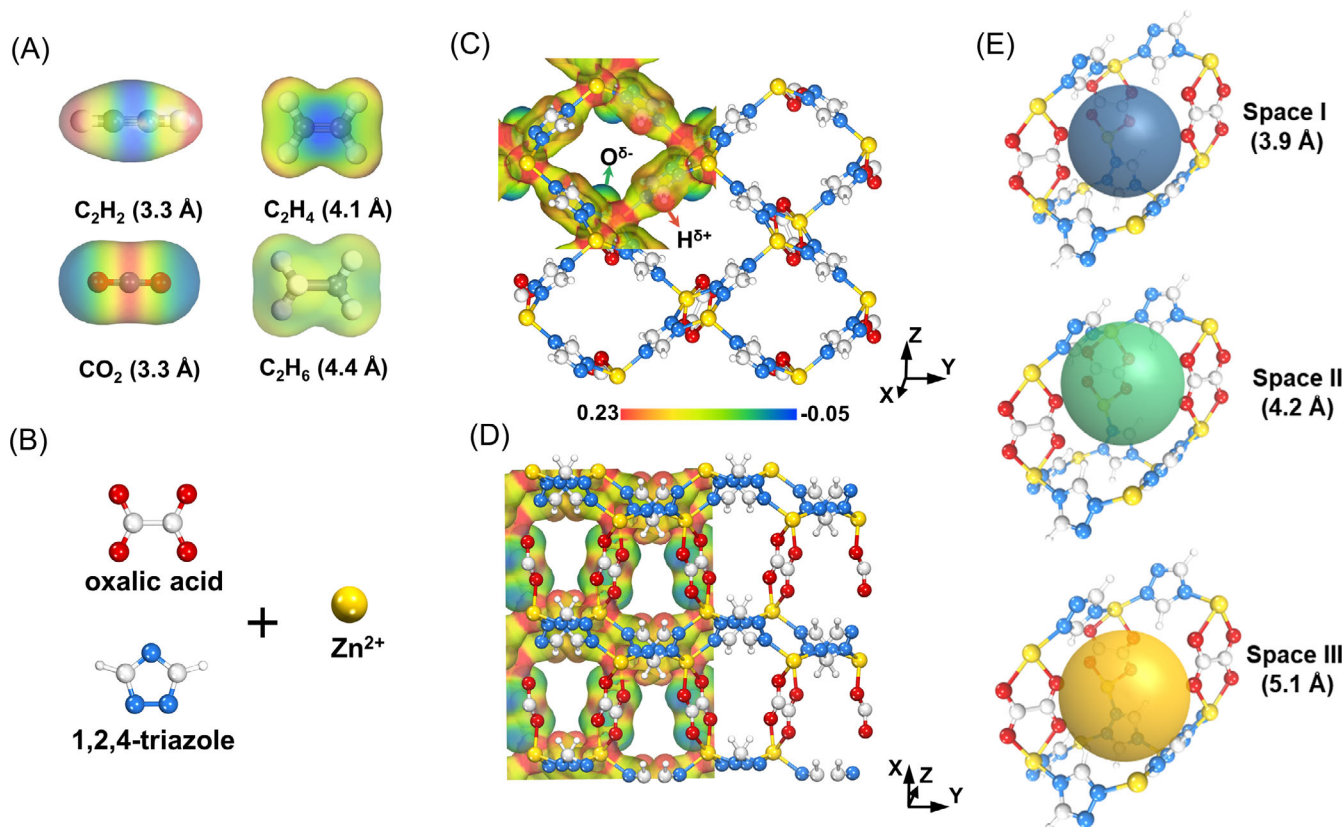 (A)
C₂H₂ (3.3 Å)
C₂H₄ (4.1 Å)
CO₂ (3.3 Å)
C₂H₆ (4.4 Å)
(B)
oxalic acid
+
Zn²⁺
1,2,4-triazole
(C)
Oᵟ⁻
Hᵟ⁺
Z
Y
X
0.23
-0.05
(D)
X
Z
Y
(E)
Space I
(3.9 Å)
Space II
(4.2 Å)
Space III
(5.1 Å)